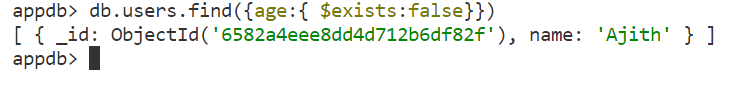 appdb> db.users.find({age:{ $exists:false}})
[ { _id: ObjectId('6582a4eee8dd4d712b6df82f'), name: 'Ajith' } ]
appdb>